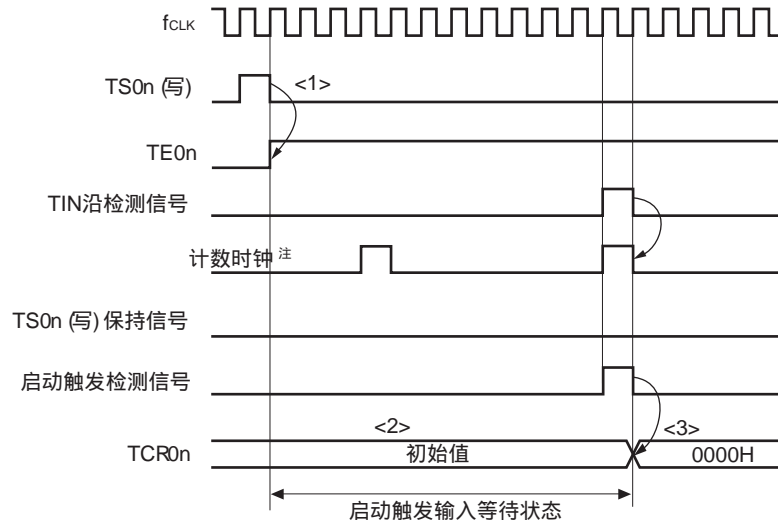 fCLK
TS0n (写)
<1>
TE0n
TIN沿检测信号
计数时钟 注
TS0n (写) 保持信号
启动触发检测信号
<2>
<3>
TCR0n
初始值
0000H
启动触发输入等待状态